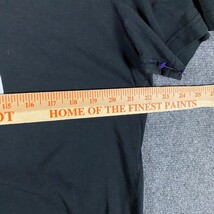 15 16 17 18 19 20 21 22 23 24 25
OT HOME OF THE FINEST PAINTS